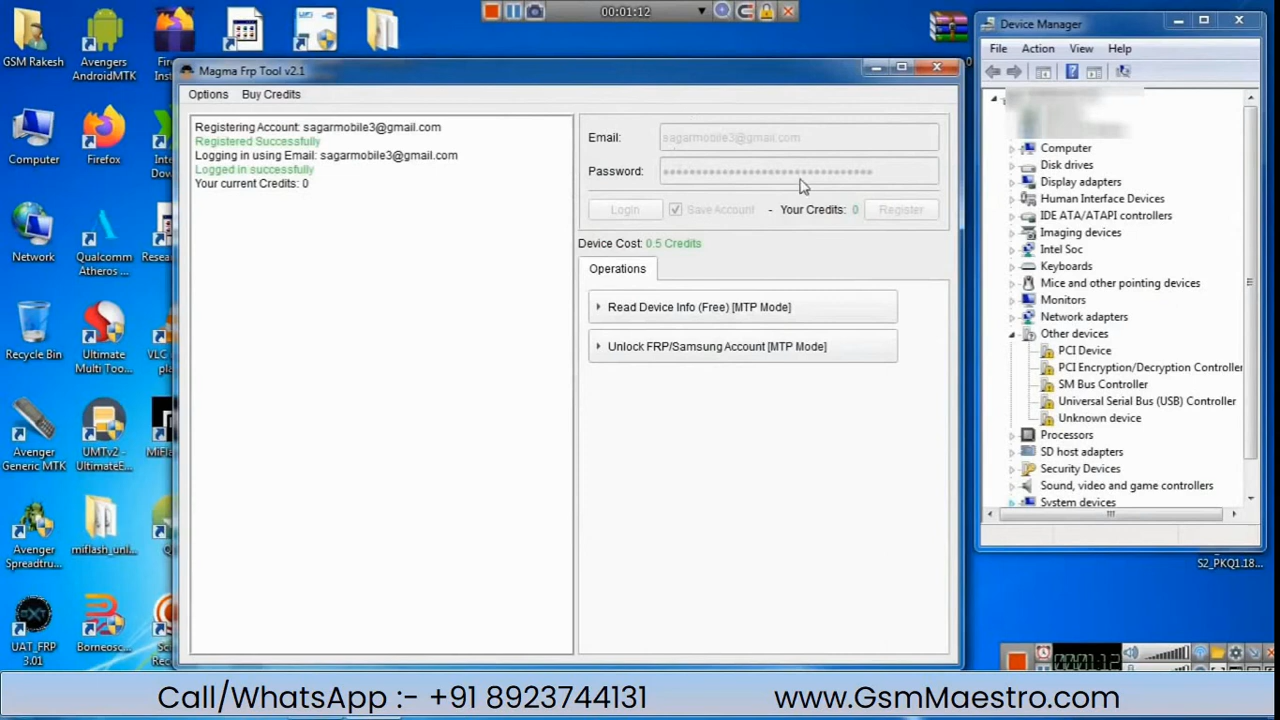 00:01:12
GSM Rakesh
Avengers
AndroidMTK
Computer
Firefox
Network
Qualcomm
Atheros ...
Recycle Bin
Ultimate
Multi Too...
Avenger
Generic MTK
UMTv2 -
UltimateE...
Avenger
Spreadtru...
miflash_unl...
UAT_FRP
3.01
Borneosc...
Magma Frp Tool v2.1
Options
Buy Credits
Registering Account: sagarmobile3@gmail.com
Registered Successfully
Logging in using Email: sagarmobile3@gmail.com
Logged in successfully
Your current Credits: 0
Email: sagarmobile3@gmail.com
Password:
Login
Save Account
- Your Credits: 0
Register
Device Cost: 0.5 Credits
Operations
Read Device Info (Free) [MTP Mode]
Unlock FRP/Samsung Account [MTP Mode]
Device Manager
File Action View Help
Computer
Disk drives
Display adapters
Human Interface Devices
IDE ATA/ATAPI controllers
Imaging devices
Intel Soc
Keyboards
Mice and other pointing devices
Monitors
Network adapters
Other devices
PCI Device
PCI Encryption/Decryption Controller
SM Bus Controller
Universal Serial Bus (USB) Controller
Unknown device
Processors
SD host adapters
Security Devices
Sound, video and game controllers
System devices
S2_PKQ1.18...
00:01:12
Call/WhatsApp :- +91 8923744131
www.GsmMaestro.com